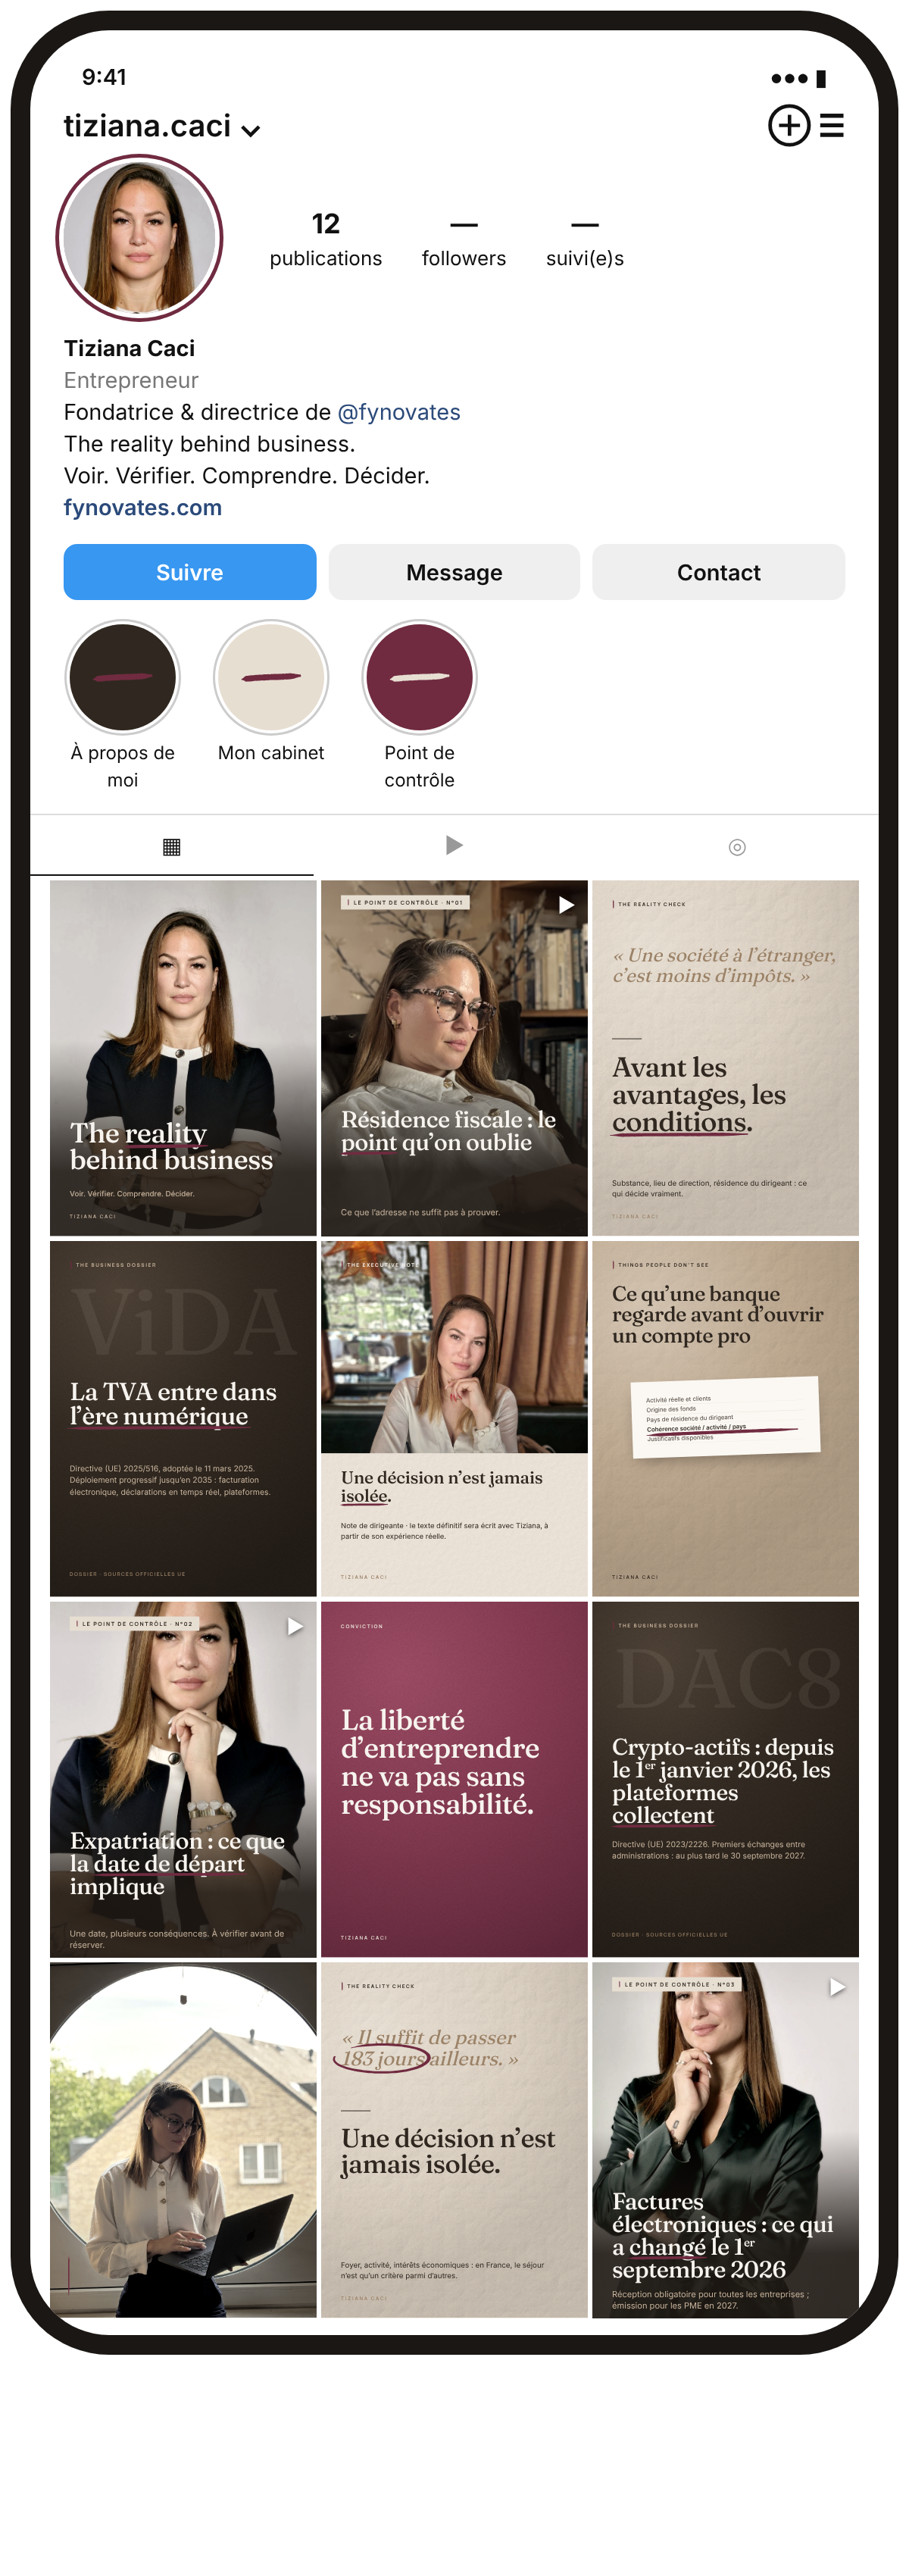 9:41
tiziana.caci
12
publications
—
followers
—
suivi(e)s
Tiziana Caci
Entrepreneur
Fondatrice & directrice de @fynovates
The reality behind business.
Voir. Vérifier. Comprendre. Décider.
fynovates.com
Suivre
Message
Contact
À propos de
moi
Mon cabinet
Point de
contrôle
The reality
behind business
Voir. Vérifier. Comprendre. Décider.
TIZIANA CACI
LE POINT DE CONTRÔLE · N°01
Résidence fiscale : le
point qu’on oublie
Ce que l’adresse ne suffit pas à prouver.
THE REALITY CHECK
« Une société à l’étranger,
c’est moins d’impôts. »
Avant les
avantages, les
conditions.
Substance, lieu de direction, résidence du dirigeant : ce
qui décide vraiment.
TIZIANA CACI
THE BUSINESS DOSSIER
ViDA
La TVA entre dans
l’ère numérique
Directive (UE) 2025/516, adoptée le 11 mars 2025.
Déploiement progressif jusqu’en 2035 : facturation
électronique, déclarations en temps réel, plateformes.
DOSSIER · SOURCES OFFICIELLES UE
THE EXECUTIVE NOTE
Une décision n’est jamais
isolée.
Note de dirigeante · le texte définitif sera écrit avec Tiziana, à
partir de son expérience réelle.
TIZIANA CACI
THINGS PEOPLE DON’T SEE
Ce qu’une banque
regarde avant d’ouvrir
un compte pro
Activité réelle et clients
Origine des fonds
Pays de résidence du dirigeant
Cohérence société / activité / pays
Justificatifs disponibles
TIZIANA CACI
LE POINT DE CONTRÔLE · N°02
Expatriation : ce que
la date de départ
implique
Une date, plusieurs conséquences. À vérifier avant de
réserver.
CONVICTION
La liberté
d’entreprendre
ne va pas sans
responsabilité.
TIZIANA CACI
THE BUSINESS DOSSIER
DAC8
Crypto-actifs : depuis
le 1er janvier 2026, les
plateformes
collectent
Directive (UE) 2023/2226. Premiers échanges entre
administrations : au plus tard le 30 septembre 2027.
DOSSIER · SOURCES OFFICIELLES UE
THE REALITY CHECK
« Il suffit de passer
183 jours ailleurs. »
Une décision n’est
jamais isolée.
Foyer, activité, intérêts économiques : en France, le séjour
n’est qu’un critère parmi d’autres.
TIZIANA CACI
LE POINT DE CONTRÔLE · N°03
Factures
électroniques : ce qui
a changé le 1er
septembre 2026
Réception obligatoire pour toutes les entreprises ;
émission pour les PME en 2027.